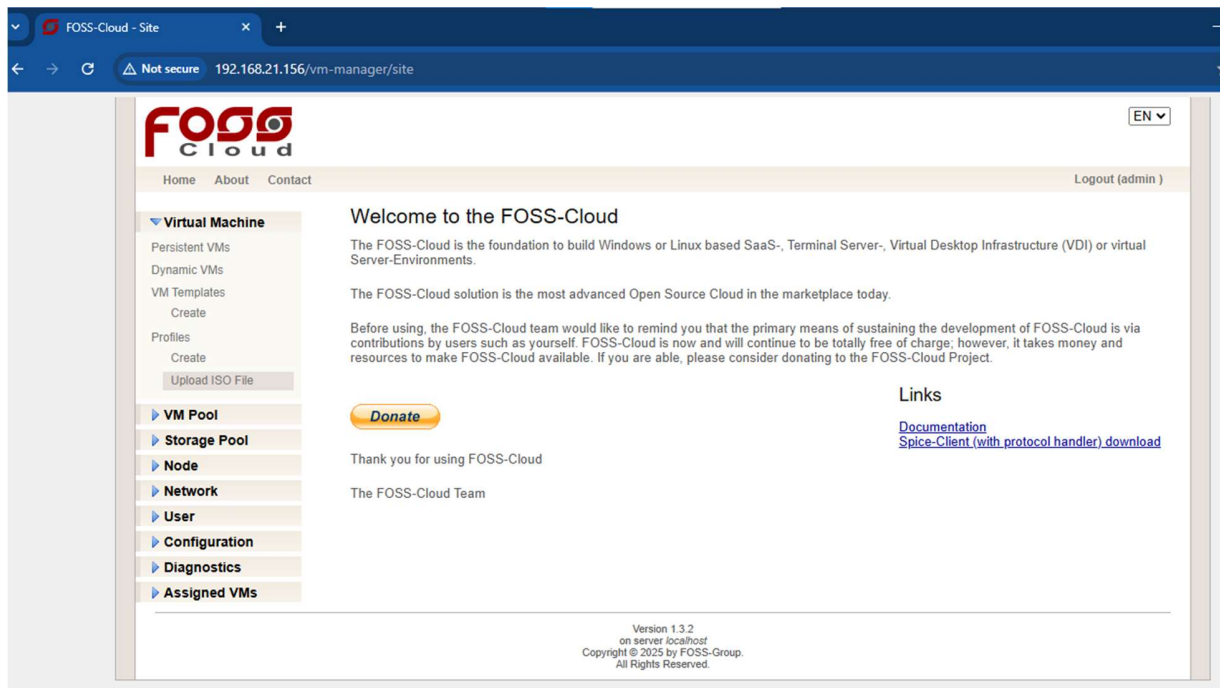 FOSS-Cloud - Site
Not secure 192.168.21.156/vm-manager/site
FOSS
Cloud
EN
Home About Contact
Logout (admin )
Virtual Machine
Persistent VMs
Dynamic VMs
VM Templates
Create
Profiles
Create
Upload ISO File
VM Pool
Storage Pool
Node
Network
User
Configuration
Diagnostics
Assigned VMs
Welcome to the FOSS-Cloud
The FOSS-Cloud is the foundation to build Windows or Linux based SaaS-, Terminal Server-, Virtual Desktop Infrastructure (VDI) or virtual
Server-Environments.
The FOSS-Cloud solution is the most advanced Open Source Cloud in the marketplace today.
Before using, the FOSS-Cloud team would like to remind you that the primary means of sustaining the development of FOSS-Cloud is via
contributions by users such as yourself. FOSS-Cloud is now and will continue to be totally free of charge; however, it takes money and
resources to make FOSS-Cloud available. If you are able, please consider donating to the FOSS-Cloud Project.
Donate
Thank you for using FOSS-Cloud
The FOSS-Cloud Team
Links
Documentation
Spice-Client (with protocol handler) download
Version 1.3.2
on server localhost
Copyright © 2025 by FOSS-Group.
All Rights Reserved.